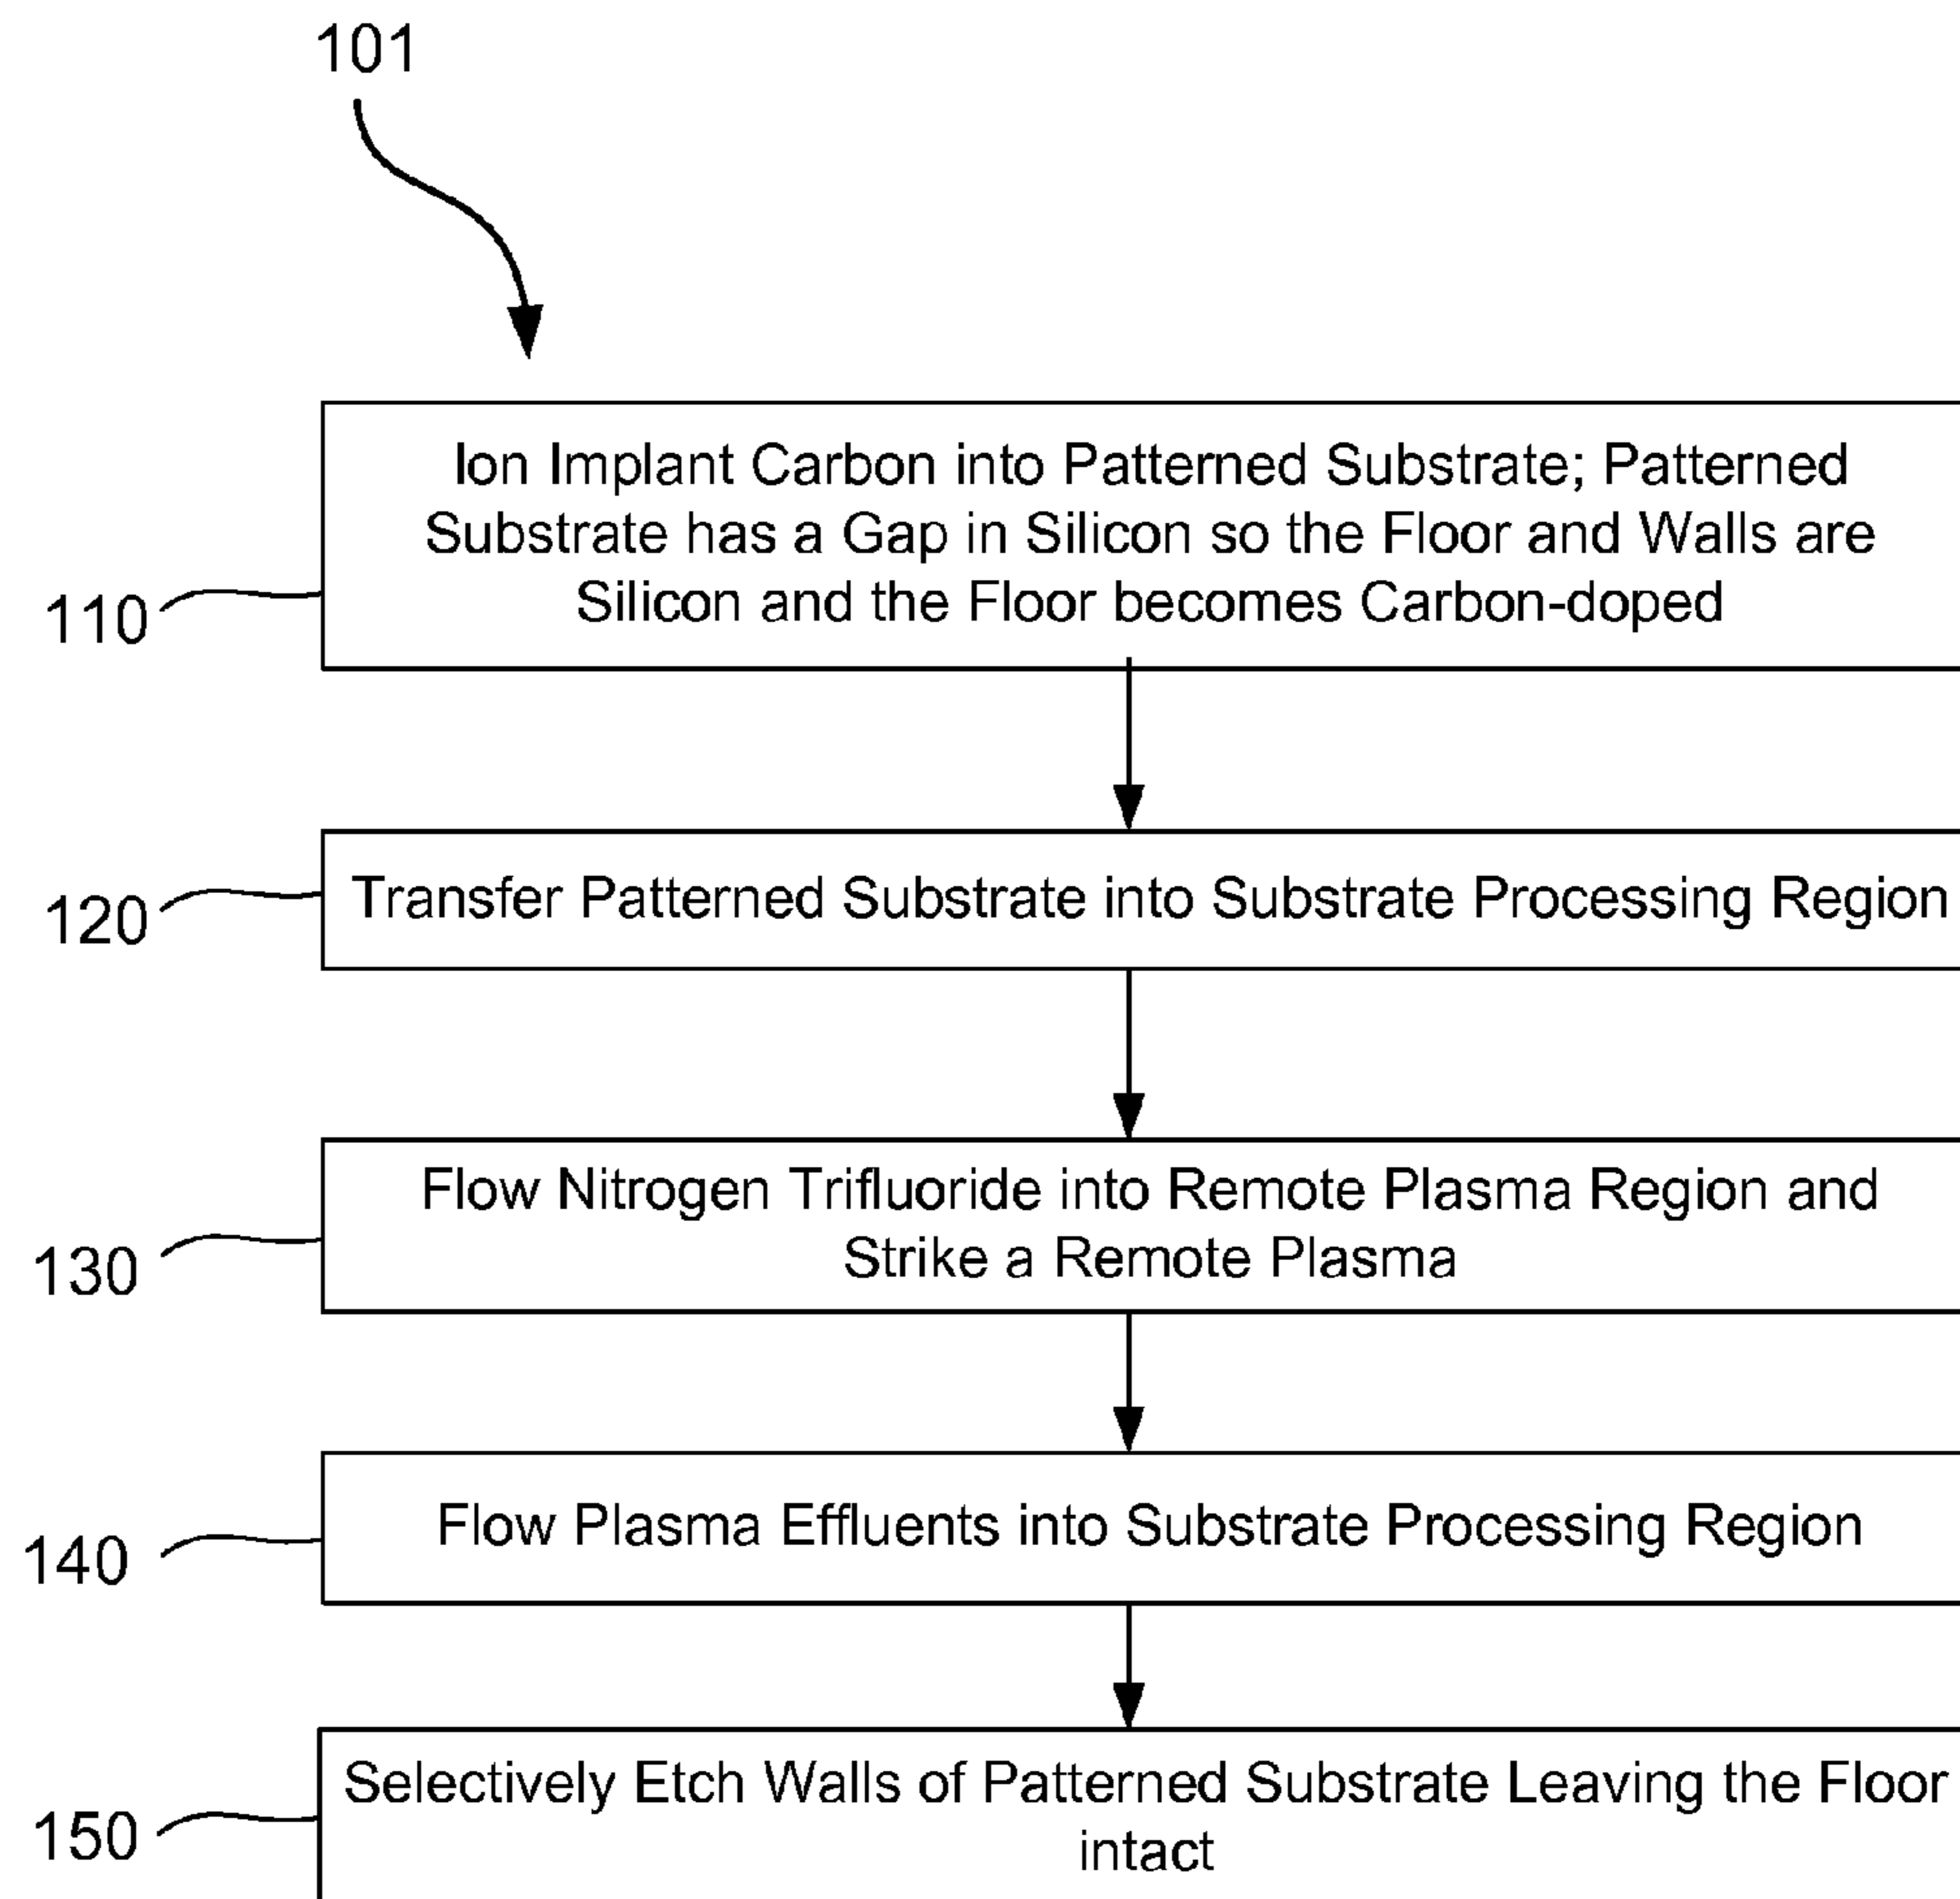 101
Ion Implant Carbon into Patterned Substrate; Patterned
Substrate has a Gap in Silicon so the Floor and Walls are
Silicon and the Floor becomes Carbon-doped
110
Transfer Patterned Substrate into Substrate Processing Region
120
Flow Nitrogen Trifluoride into Remote Plasma Region and
Strike a Remote Plasma
130
Flow Plasma Effluents into Substrate Processing Region
140
Selectively Etch Walls of Patterned Substrate Leaving the Floor
intact
150